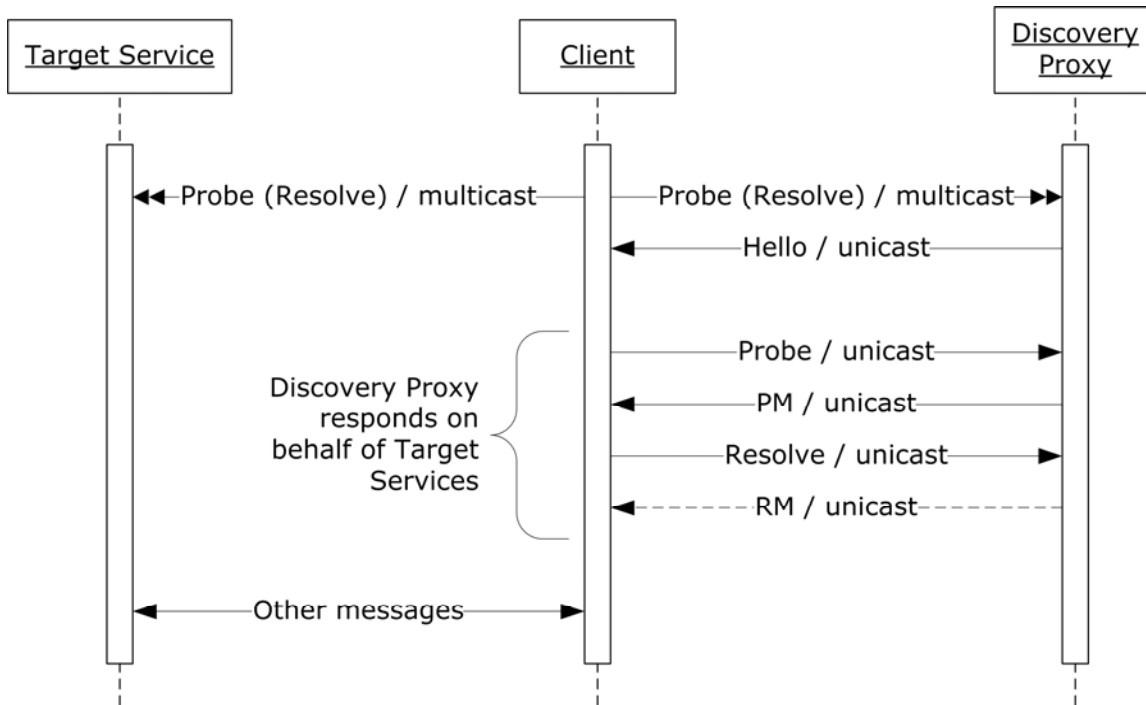 Target Service
Client
Discovery
Proxy
Probe (Resolve) / multicast
Probe (Resolve) / multicast
Hello / unicast
Probe / unicast
Discovery Proxy
responds on
behalf of Target
Services
PM / unicast
Resolve / unicast
RM / unicast
Other messages